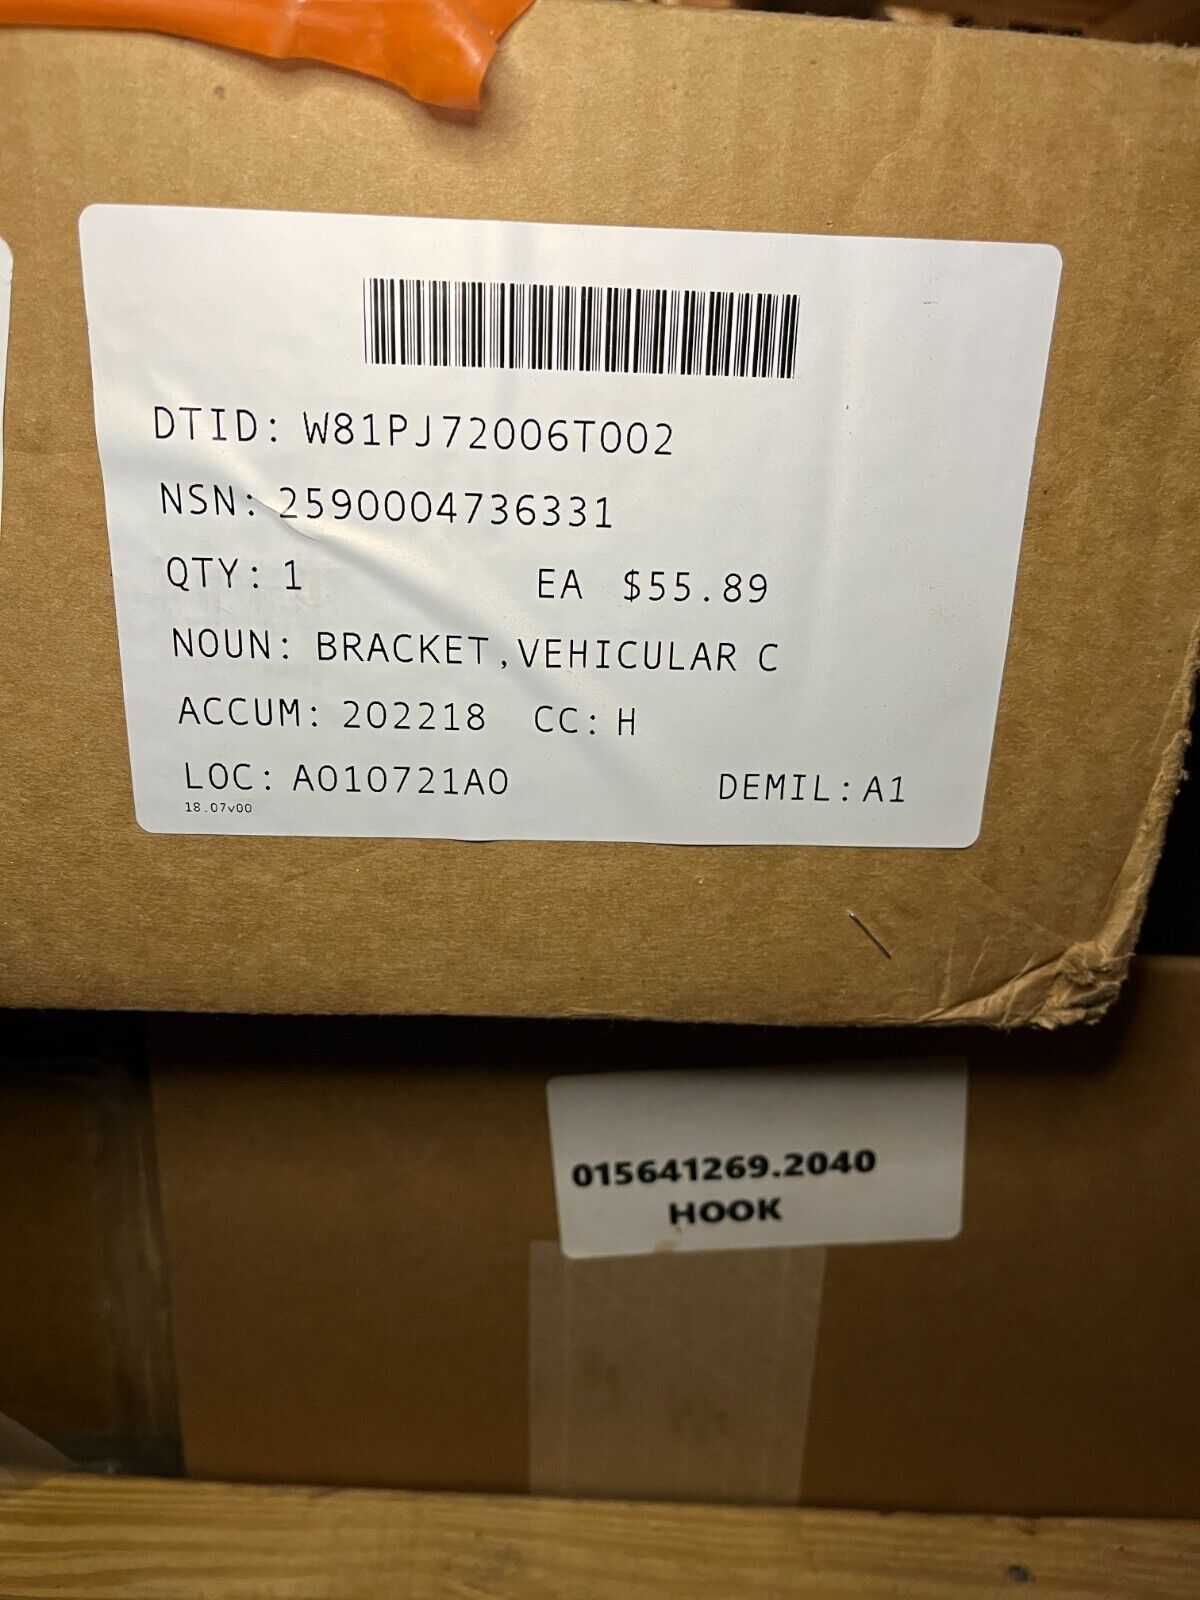 DTID: W81PJ72006T002
NSN: 2590004736331
QTY: 1 EA $55.89
NOUN: BRACKET,VEHICULAR C
ACCUM: 202218 CC: H
LOC: A010721A0 DEMIL: A1
18.07v00
015641269.2040
HOOK